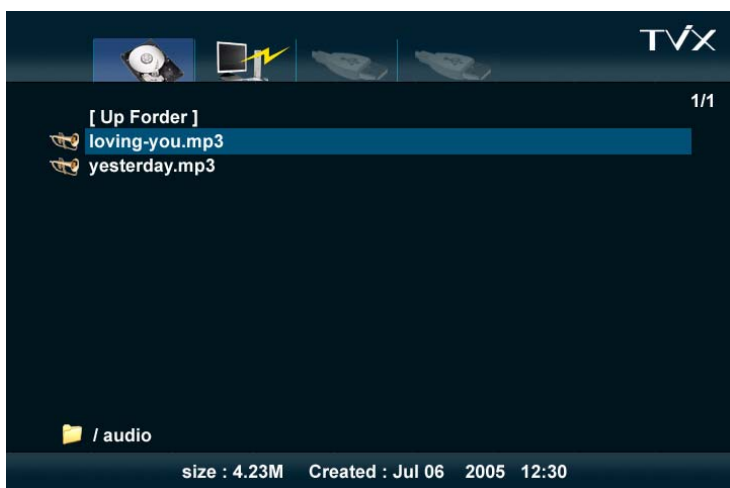 TViX
1/1
[ Up Forder ]
loving-you.mp3
yesterday.mp3
/ audio
size : 4.23M Created : Jul 06 2005 12:30